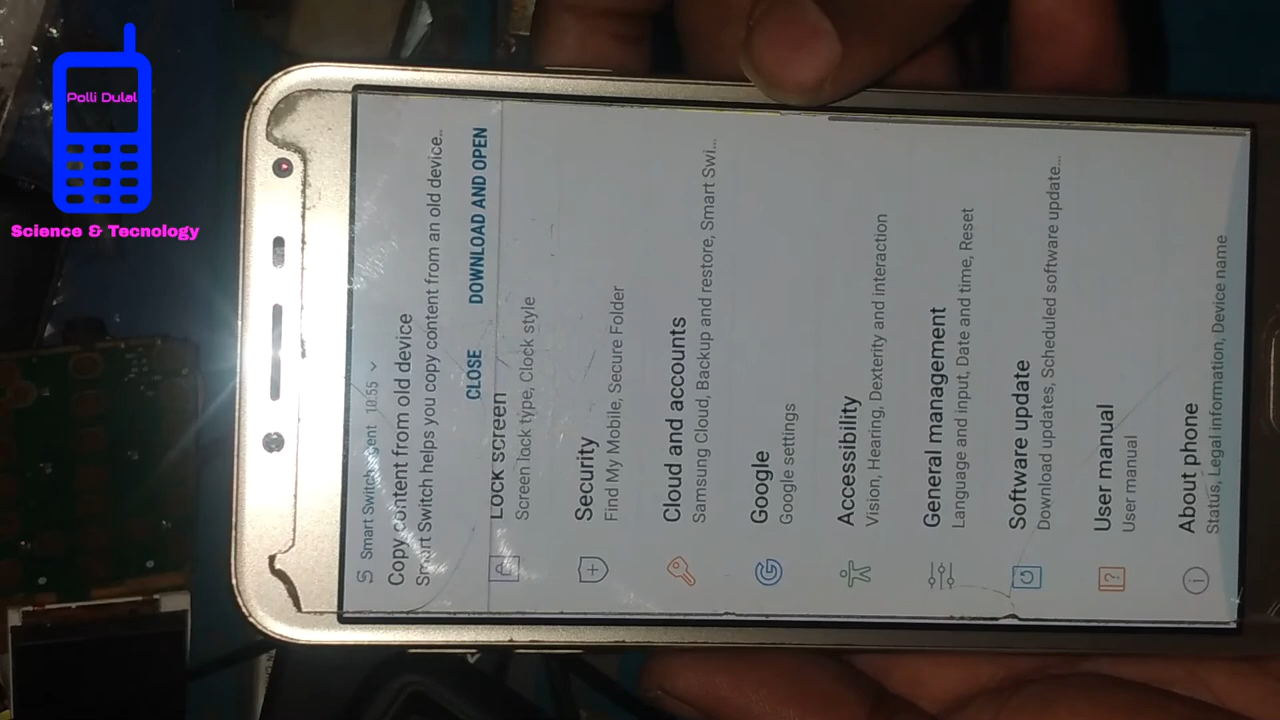 Polli Dulal
Science & Tecnology
Smart Switch Agent 10:55
Copy content from old device
Smart Switch helps you copy content from an old device..
CLOSE DOWNLOAD AND OPEN
Lock screen
Screen lock type, Clock style
Security
Find My Mobile, Secure Folder
Cloud and accounts
Samsung Cloud, Backup and restore, Smart Swi...
Google
Google settings
Accessibility
Vision, Hearing, Dexterity and interaction
General management
Language and input, Date and time, Reset
Software update
Download updates, Scheduled software update...
User manual
User manual
About phone
Status, Legal information, Device name